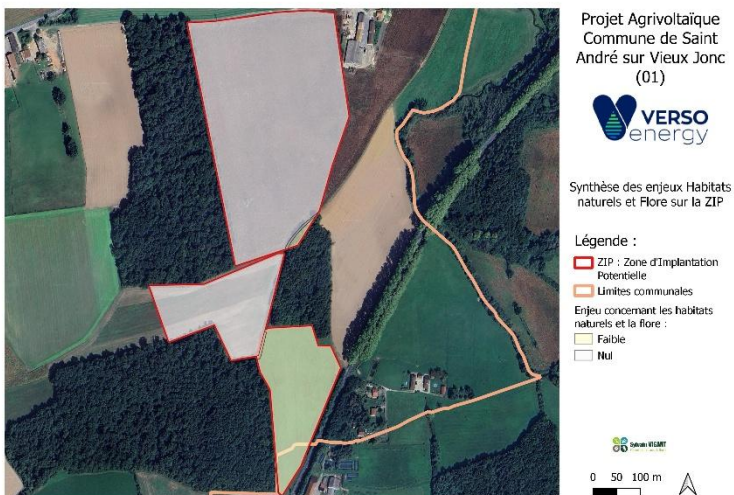 Projet Agrivoltaïque
Commune de Saint
André sur Vieux Jonc
(01)
VERSO
energy
Synthèse des enjeux Habitats
naturels et Flore sur la ZIP
Légende :
ZIP : Zone d'Implantation
Potentielle
Limites communales
Enjeu concernant les habitats
naturels et la flore :
Faible
Nul
Sylvain VIGANT
0 50 100 m